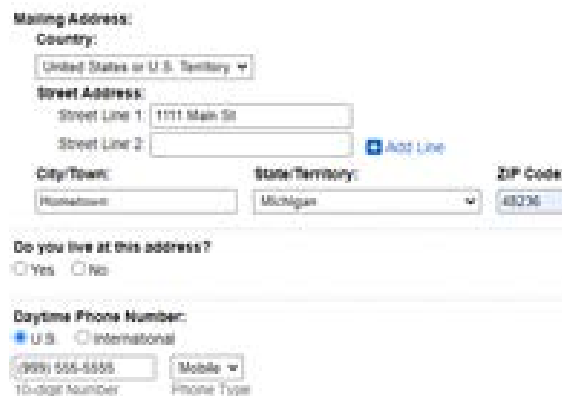 Mailing Address:
Country:
United States or U.S. Territory
Street Address:
Street Line 1: 1111 Main St
Street Line 2:
Add Line
City/Town: State/Territory: ZIP Code
Hometown Michigan 48236
Do you live at this address?
Yes No
Daytime Phone Number:
U.S. International
(999) 555-5555 Mobile
10-digit Number Phone Type